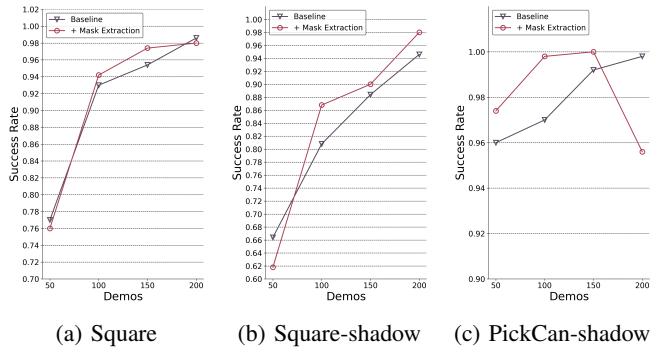 Baseline
+ Mask Extraction
Success Rate
1.02
1.00
0.98
0.96
0.94
0.92
0.90
0.88
0.86
0.84
0.82
0.80
0.78
0.76
0.74
0.72
0.70
50 100 150 200
Demos
(a) Square
Baseline
+ Mask Extraction
Success Rate
1.00
0.98
0.96
0.94
0.92
0.90
0.88
0.86
0.84
0.82
0.80
0.78
0.76
0.74
0.72
0.70
0.68
0.66
0.64
0.62
0.60
50 100 150 200
Demos
(b) Square-shadow
Baseline
+ Mask Extraction
Success Rate
1.00
0.98
0.96
0.94
0.92
0.90
50 100 150 200
Demos
(c) PickCan-shadow